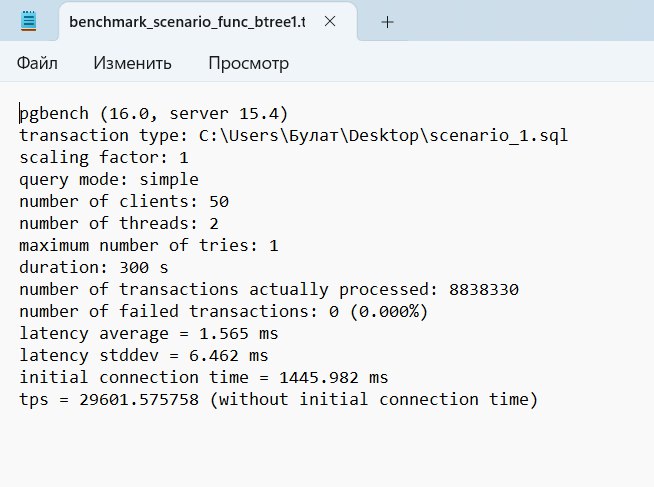 benchmark_scenario_func_btree1.t
Файл Изменить Просмотр
pgbench (16.0, server 15.4)
transaction type: C:\Users\Булат\Desktop\scenario_1.sql
scaling factor: 1
query mode: simple
number of clients: 50
number of threads: 2
maximum number of tries: 1
duration: 300 s
number of transactions actually processed: 8838330
number of failed transactions: 0 (0.000%)
latency average = 1.565 ms
latency stddev = 6.462 ms
initial connection time = 1445.982 ms
tps = 29601.575758 (without initial connection time)